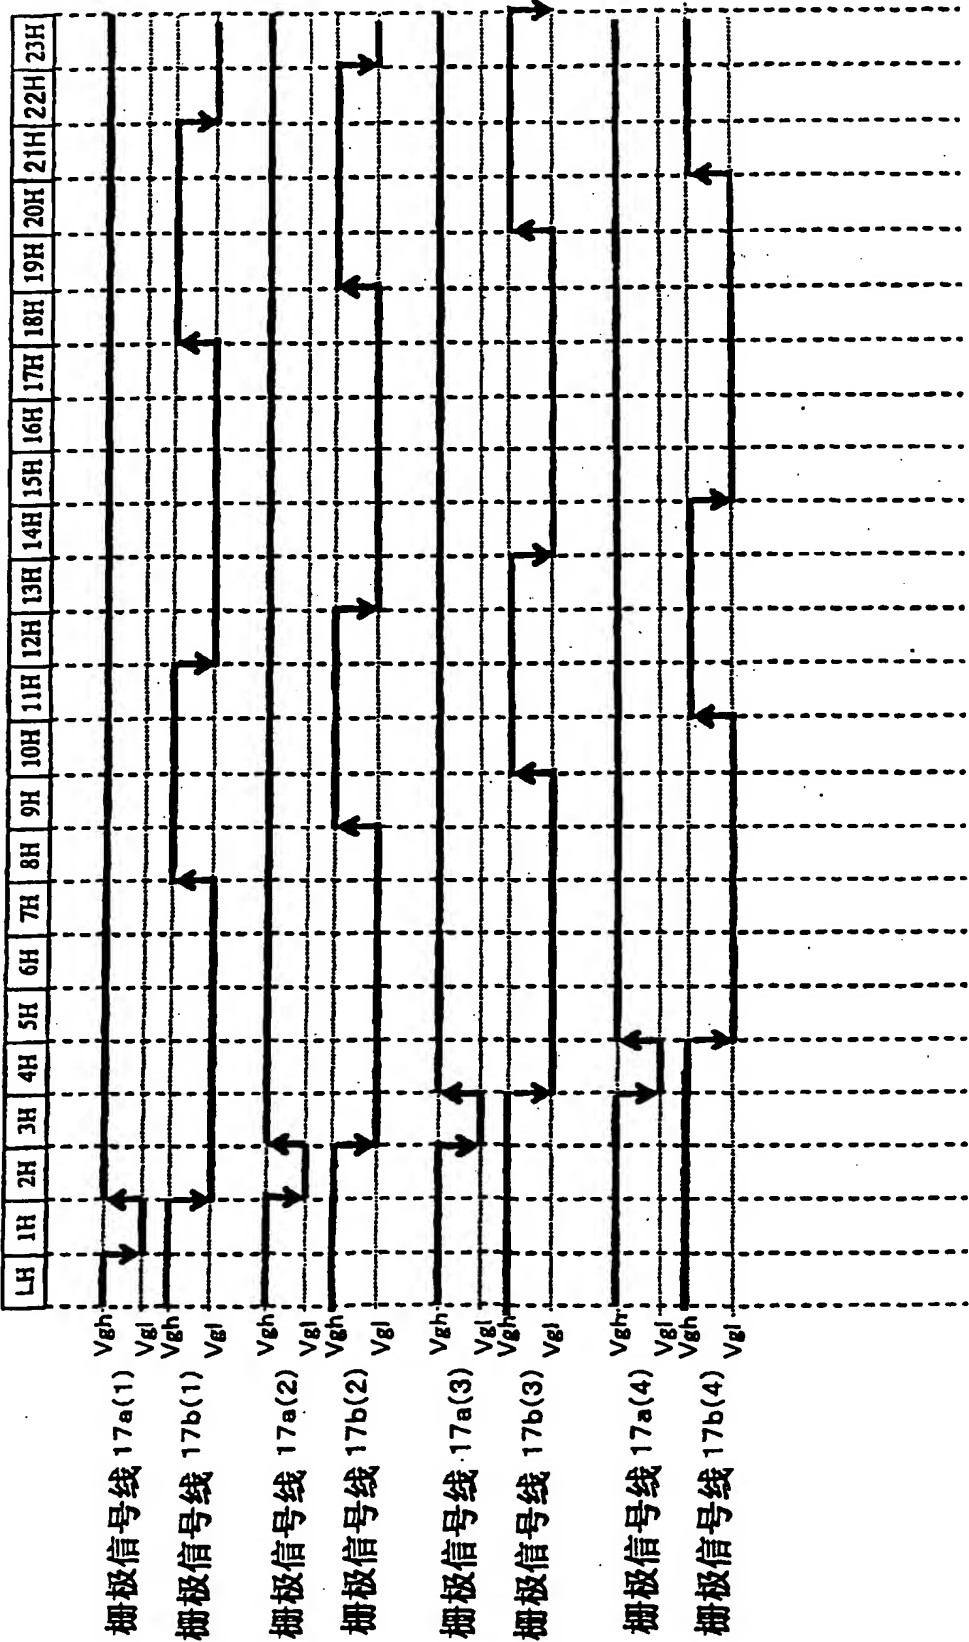 LH 1H 2H 3H 4H 5H 6H 7H 8H 9H 10H 11H 12H 13H 14H 15H 16H 17H 18H 19H 20H 21H 22H 23H
栅极信号线 17a(1) Vgh
Vgl
栅极信号线 17b(1) Vgh
Vgl
栅极信号线 17a(2) Vgh
Vgl
栅极信号线 17b(2) Vgh
Vgl
栅极信号线 17a(3) Vgh
Vgl
栅极信号线 17b(3) Vgh
Vgl
栅极信号线 17a(4) Vgh
Vgl
栅极信号线 17b(4) Vgh
Vgl